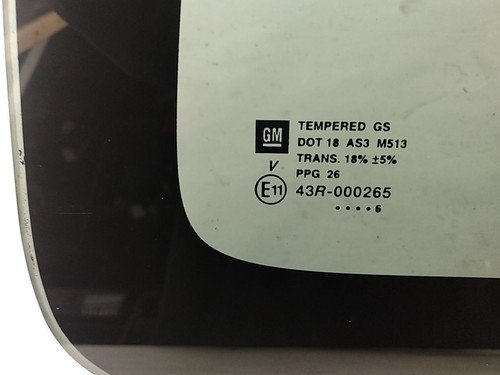 GM TEMPERED GS
DOT 18 AS3 M513
TRANS. 18% ±5%
V PPG 26
E11 43R-000265
••••6